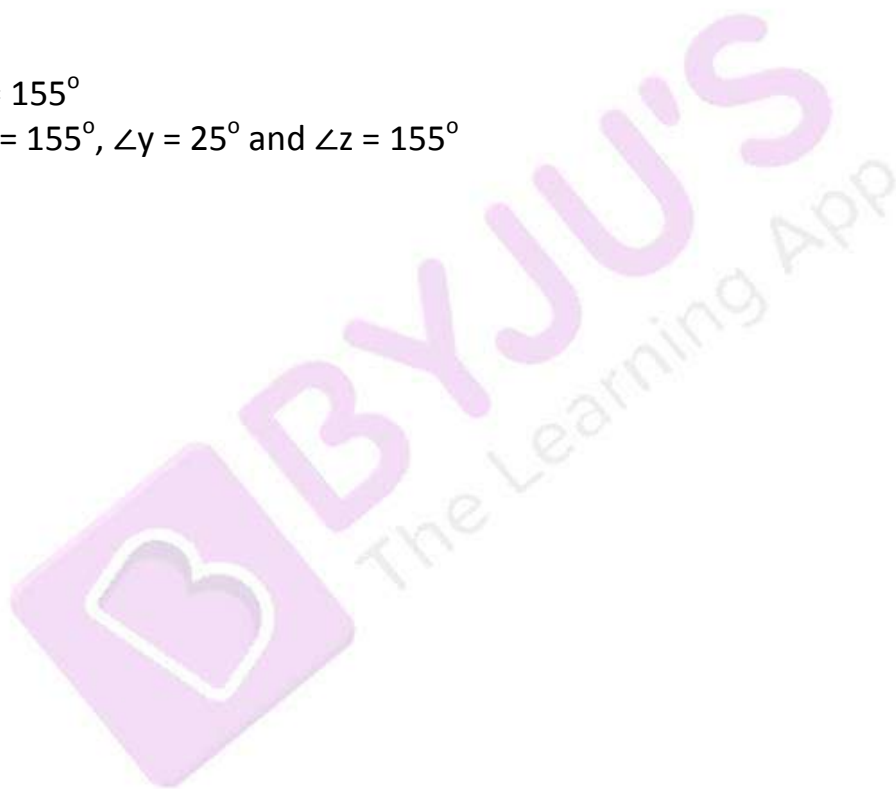 = 155°
= 155°, ∠y = 25° and ∠z = 155°
BYJU'S
The Learning App